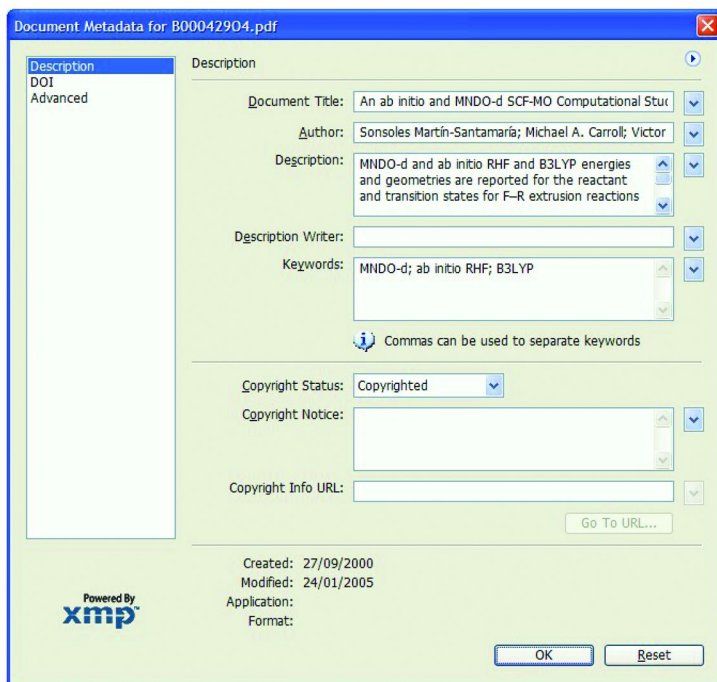 Document Metadata for B00042904.pdf
Description
DOI
Advanced
Description
Document Title: An ab initio and MNDO-d SCF-MO Computational Stud
Author: Sonsoles Martín-Santamaría; Michael A. Carroll; Victor
Description: MNDO-d and ab initio RHF and B3LYP energies
and geometries are reported for the reactant
and transition states for F–R extrusion reactions
Description Writer:
Keywords: MNDO-d; ab initio RHF; B3LYP
Commas can be used to separate keywords
Copyright Status: Copyrighted
Copyright Notice:
Copyright Info URL:
Go To URL...
Created: 27/09/2000
Modified: 24/01/2005
Application:
Format:
Powered By
xmp™
OK
Reset